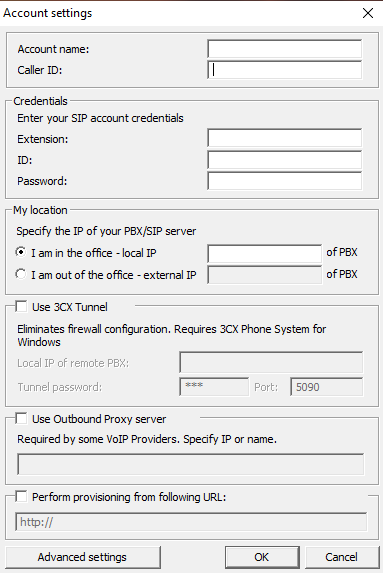 Account settings
Account name:
Caller ID:
Credentials
Enter your SIP account credentials
Extension:
ID:
Password:
My location
Specify the IP of your PBX/SIP server
I am in the office - local IP of PBX
I am out of the office - external IP of PBX
Use 3CX Tunnel
Eliminates firewall configuration. Requires 3CX Phone System for
Windows
Local IP of remote PBX:
Tunnel password: *** Port: 5090
Use Outbound Proxy server
Required by some VoIP Providers. Specify IP or name.
Perform provisioning from following URL:
http://
Advanced settings OK Cancel